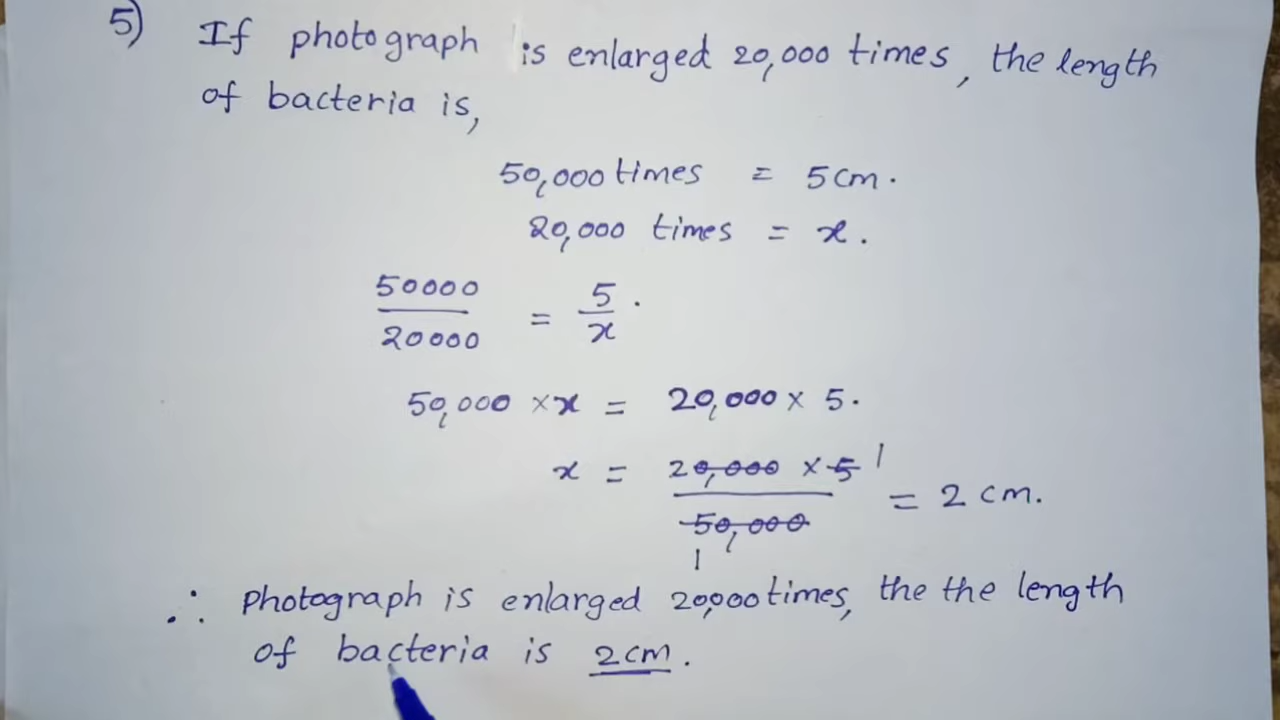 5) If photograph is enlarged 20,000 times, the length
of bacteria is,
50,000 times = 5cm.
20,000 times = x.
50000/20000 = 5/x.
50,000 × x = 20,000 × 5.
x = 20,000 × 5 1 / 50,000 1 = 2 cm.
∴ photograph is enlarged 20,000 times, the the length
of bacteria is 2cm.